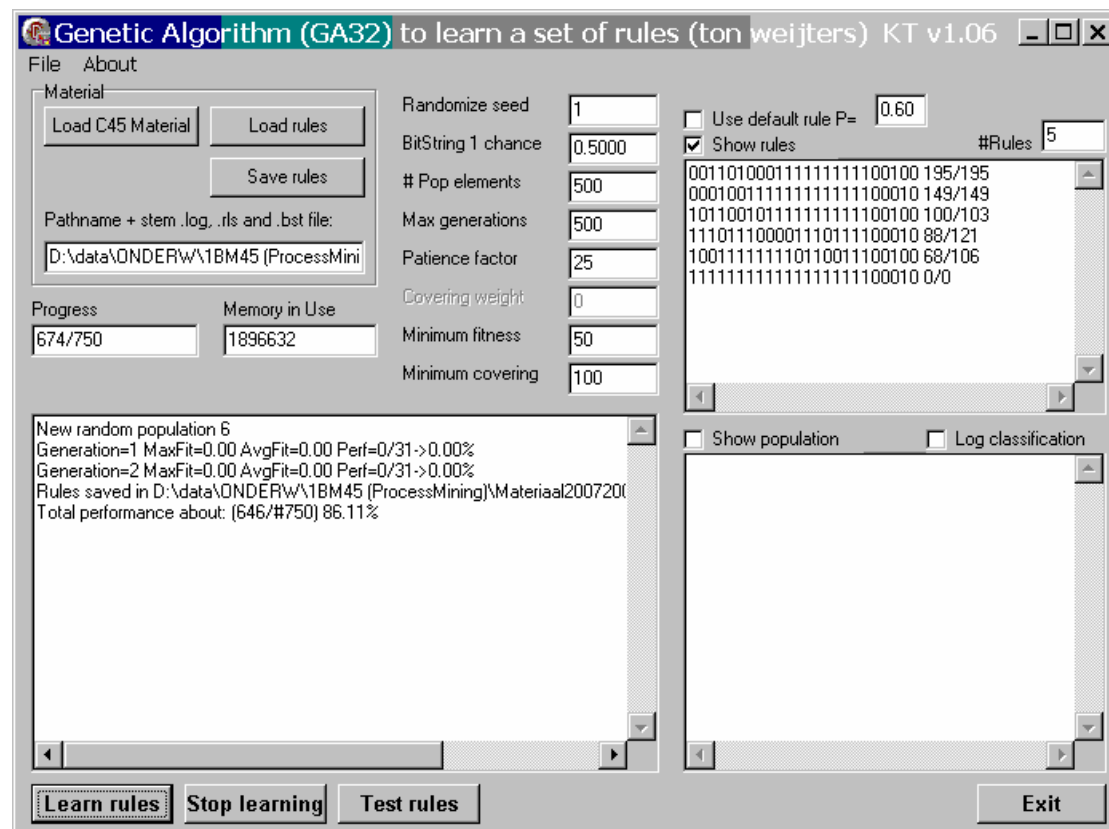 Genetic Algorithm (GA32) to learn a set of rules (ton weijters) KT v1.06
File About
Material
Load C45 Material
Load rules
Save rules
Pathname + stem .log, .rls and .bst file:
D:\data\ONDERW\1BM45 (ProcessMini
Progress
Memory in Use
674/750
1896632
Randomize seed 1
BitString 1 chance 0.5000
# Pop elements 500
Max generations 500
Patience factor 25
Covering weight 0
Minimum fitness 50
Minimum covering 100
Use default rule P= 0.60
Show rules
#Rules 5
001101000111111111100100 195/195
000100111111111111100010 149/149
101100101111111111100100 100/103
111011100001110111100010 88/121
100111111110110011100100 68/106
111111111111111111100010 0/0
New random population 6
Generation=1 MaxFit=0.00 AvgFit=0.00 Perf=0/31->0.00%
Generation=2 MaxFit=0.00 AvgFit=0.00 Perf=0/31->0.00%
Rules saved in D:\data\ONDERW\1BM45 (ProcessMining)\Materiaal200720(
Total performance about: (646/#750) 86.11%
Show population
Log classification
Learn rules
Stop learning
Test rules
Exit